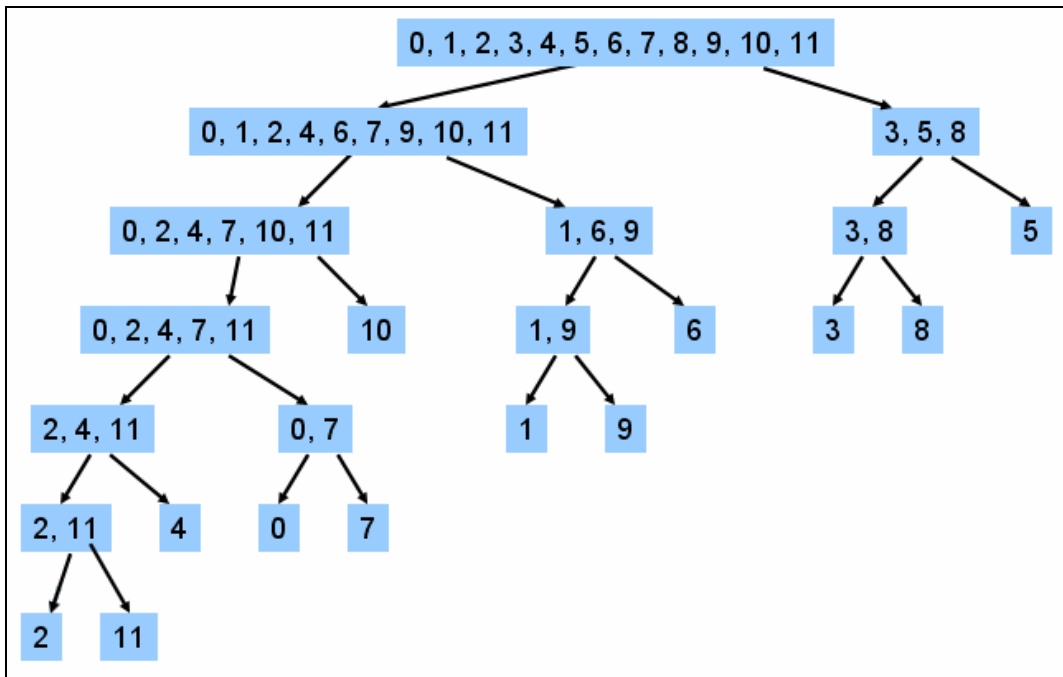 0, 1, 2, 3, 4, 5, 6, 7, 8, 9, 10, 11
0, 1, 2, 4, 6, 7, 9, 10, 11
3, 5, 8
0, 2, 4, 7, 10, 11
1, 6, 9
3, 8
5
0, 2, 4, 7, 11
10
1, 9
6
3
8
2, 4, 11
0, 7
1
9
2, 11
4
0
7
2
11